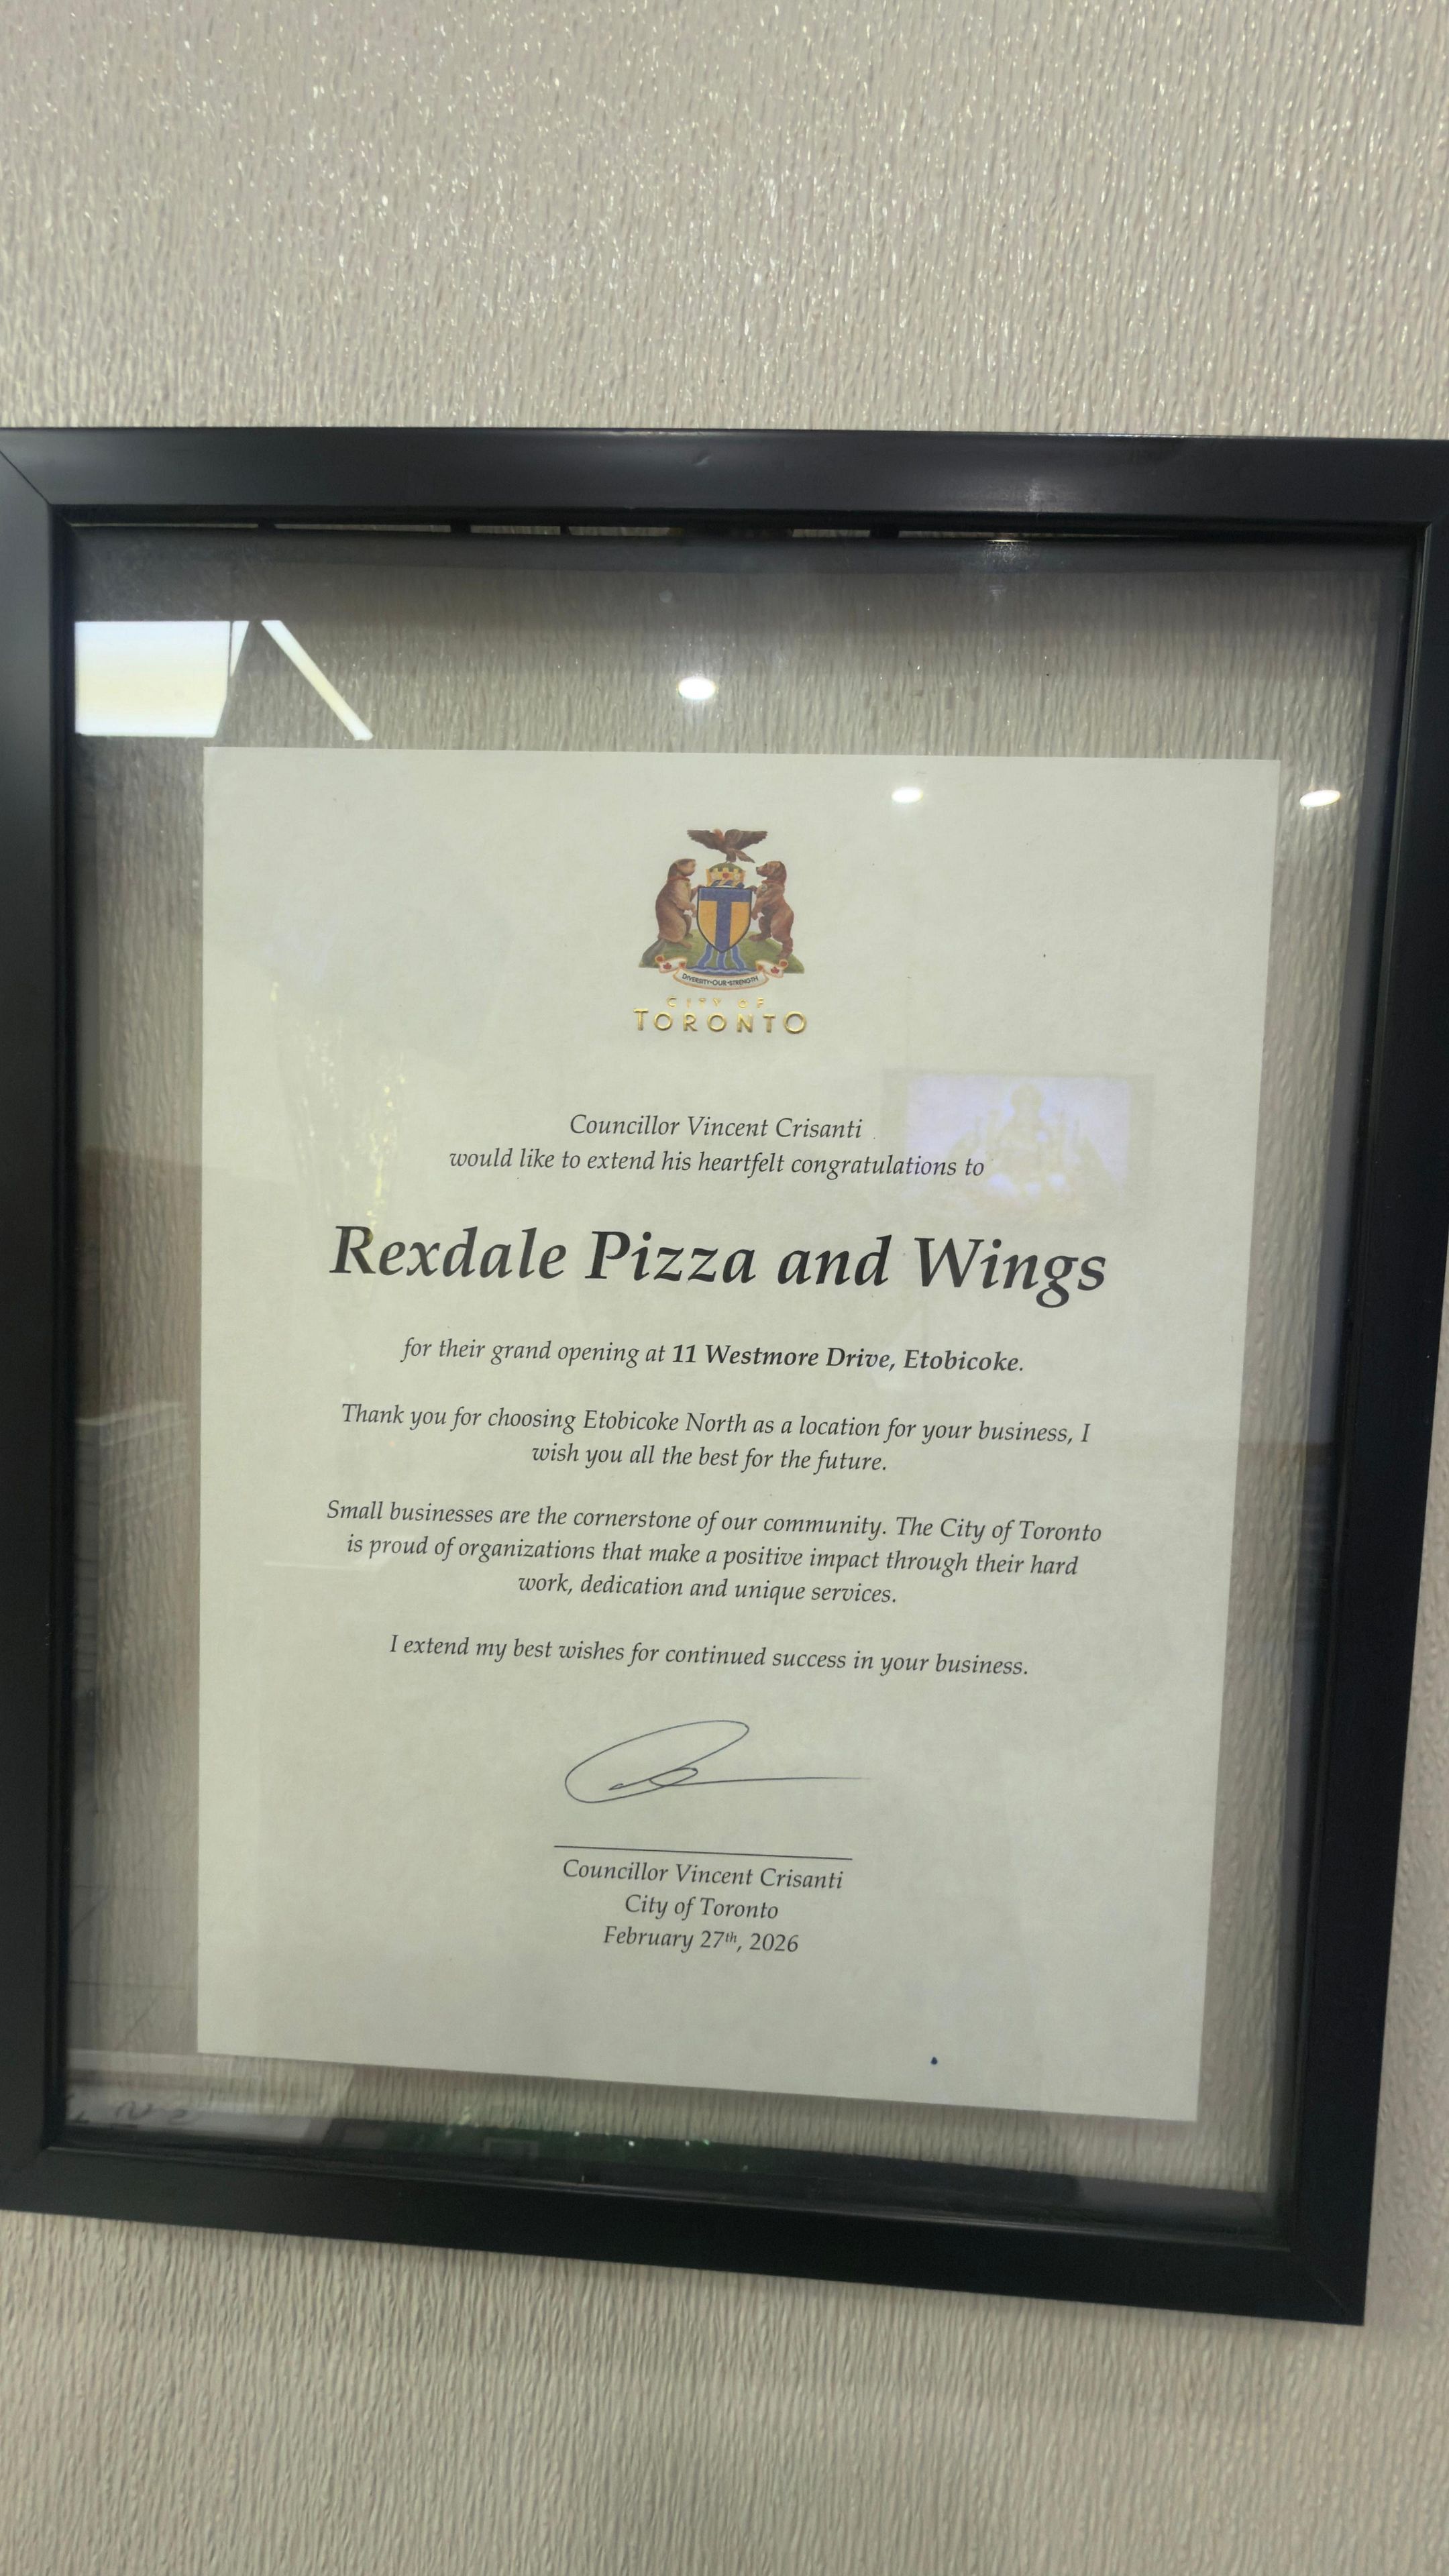 DIVERSITY·OUR·STRENGTH
CITY OF
TORONTO
Councillor Vincent Crisanti
would like to extend his heartfelt congratulations to
Rexdale Pizza and Wings
for their grand opening at 11 Westmore Drive, Etobicoke.
Thank you for choosing Etobicoke North as a location for your business, I
wish you all the best for the future.
Small businesses are the cornerstone of our community. The City of Toronto
is proud of organizations that make a positive impact through their hard
work, dedication and unique services.
I extend my best wishes for continued success in your business.
Councillor Vincent Crisanti
City of Toronto
February 27th, 2026